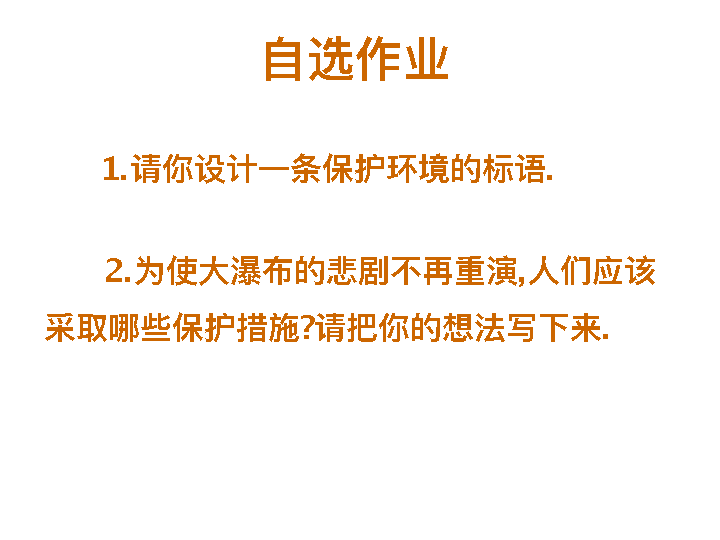 自选作业
1.请你设计一条保护环境的标语.
2.为使大瀑布的悲剧不再重演,人们应该
采取哪些保护措施?请把你的想法写下来.